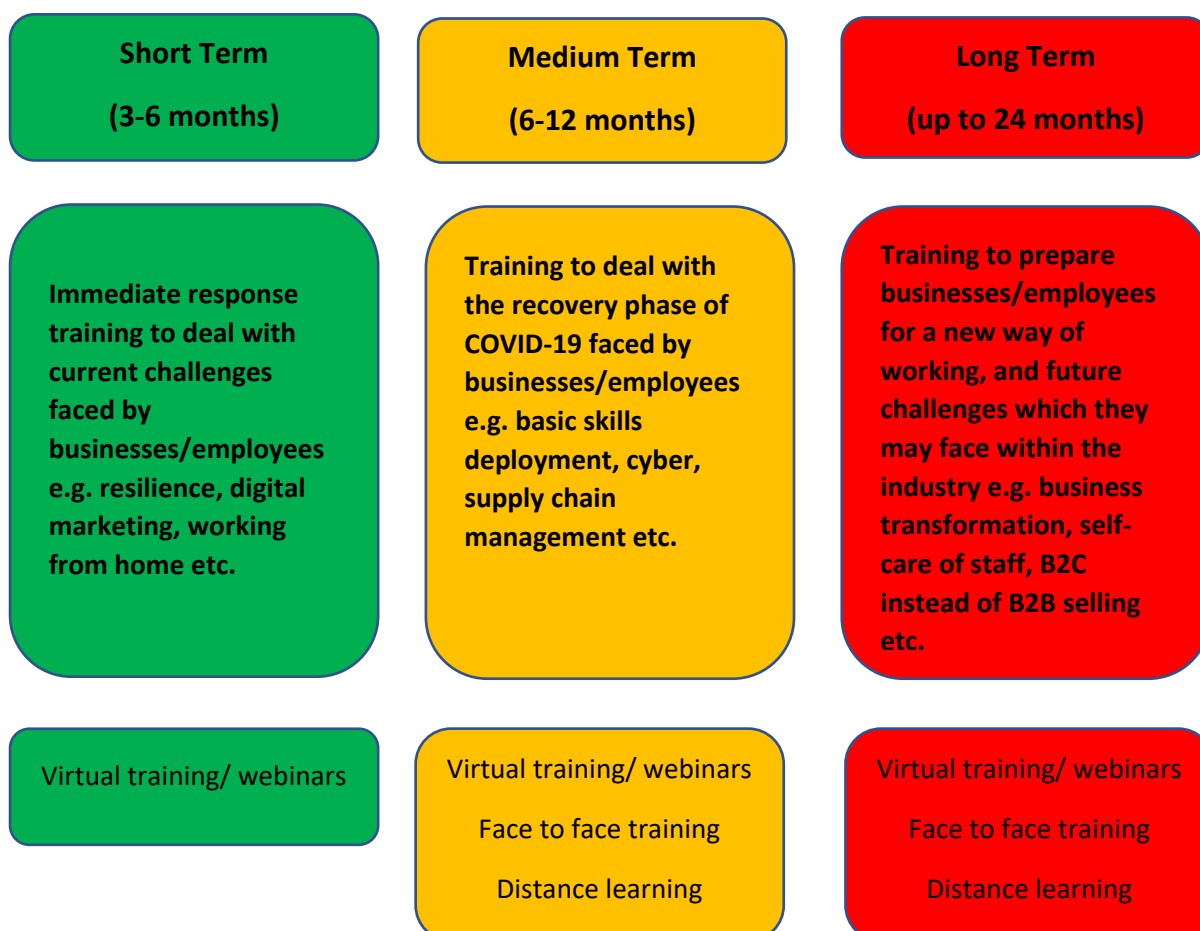 Short Term
(3-6 months)
Medium Term
(6-12 months)
Long Term
(up to 24 months)
Immediate response
training to deal with
current challenges
faced by
businesses/employees
e.g. resilience, digital
marketing, working
from home etc.
Training to deal with
the recovery phase of
COVID-19 faced by
businesses/employees
e.g. basic skills
deployment, cyber,
supply chain
management etc.
Training to prepare
businesses/employees
for a new way of
working, and future
challenges which they
may face within the
industry e.g. business
transformation, self-
care of staff, B2C
instead of B2B selling
etc.
Virtual training/ webinars
Virtual training/ webinars
Face to face training
Distance learning
Virtual training/ webinars
Face to face training
Distance learning